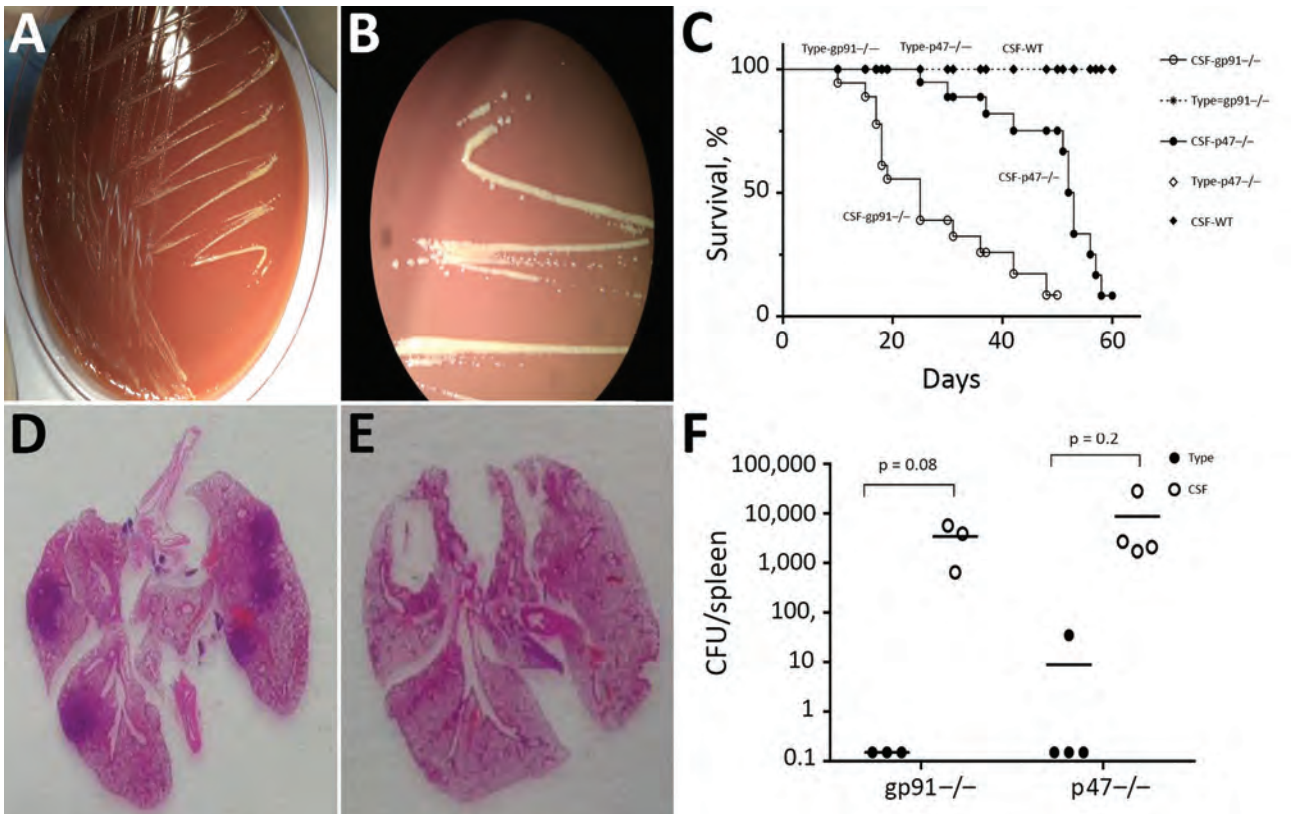 A
B
C
Type-gp91–/–
Type-p47–/–
CSF-WT
CSF-p47–/–
CSF-gp91–/–
100
50
0
0
20
40
60
Survival, %
Days
CSF-gp91–/–
Type=gp91–/–
CSF-p47–/–
Type-p47–/–
CSF-WT
D
E
F
p = 0.08
p = 0.2
Type
CSF
100,000
10,000
1,000
100,
10
1
0.1
CFU/spleen
gp91–/–
p47–/–